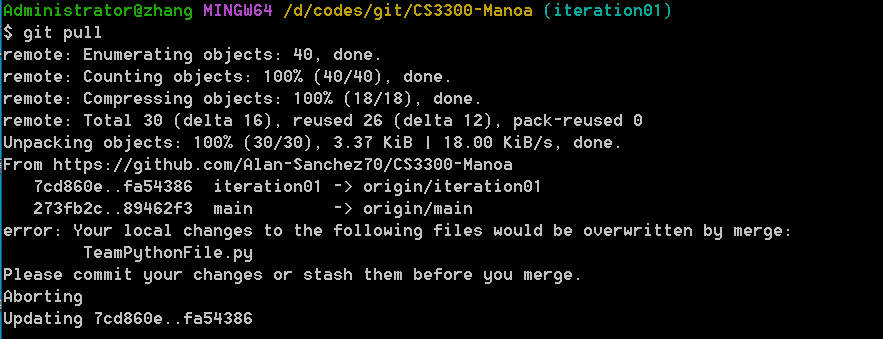 Administrator@zhang MINGW64 /d/codes/git/CS3300-Manoa (iteration01)
$ git pull
remote: Enumerating objects: 40, done.
remote: Counting objects: 100% (40/40), done.
remote: Compressing objects: 100% (18/18), done.
remote: Total 30 (delta 16), reused 26 (delta 12), pack-reused 0
Unpacking objects: 100% (30/30), 3.37 KiB | 18.00 KiB/s, done.
From https://github.com/Alan-Sanchez70/CS3300-Manoa
   7cd860e..fa54386  iteration01 -> origin/iteration01
   273fb2c..89462f3  main        -> origin/main
error: Your local changes to the following files would be overwritten by merge:
        TeamPythonFile.py
Please commit your changes or stash them before you merge.
Aborting
Updating 7cd860e..fa54386